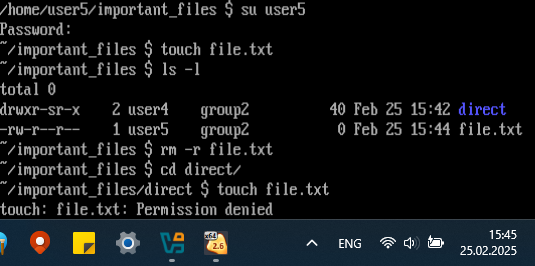 /home/user5/important_files $ su user5
Password:
~/important_files $ touch file.txt
~/important_files $ ls -l
total 0
drwxr-sr-x    2 user4    group2          40 Feb 25 15:42 direct
-rw-r--r--    1 user5    group2           0 Feb 25 15:44 file.txt
~/important_files $ rm -r file.txt
~/important_files $ cd direct/
~/important_files/direct $ touch file.txt
touch: file.txt: Permission denied
x64
2.6
ENG
15:45
25.02.2025